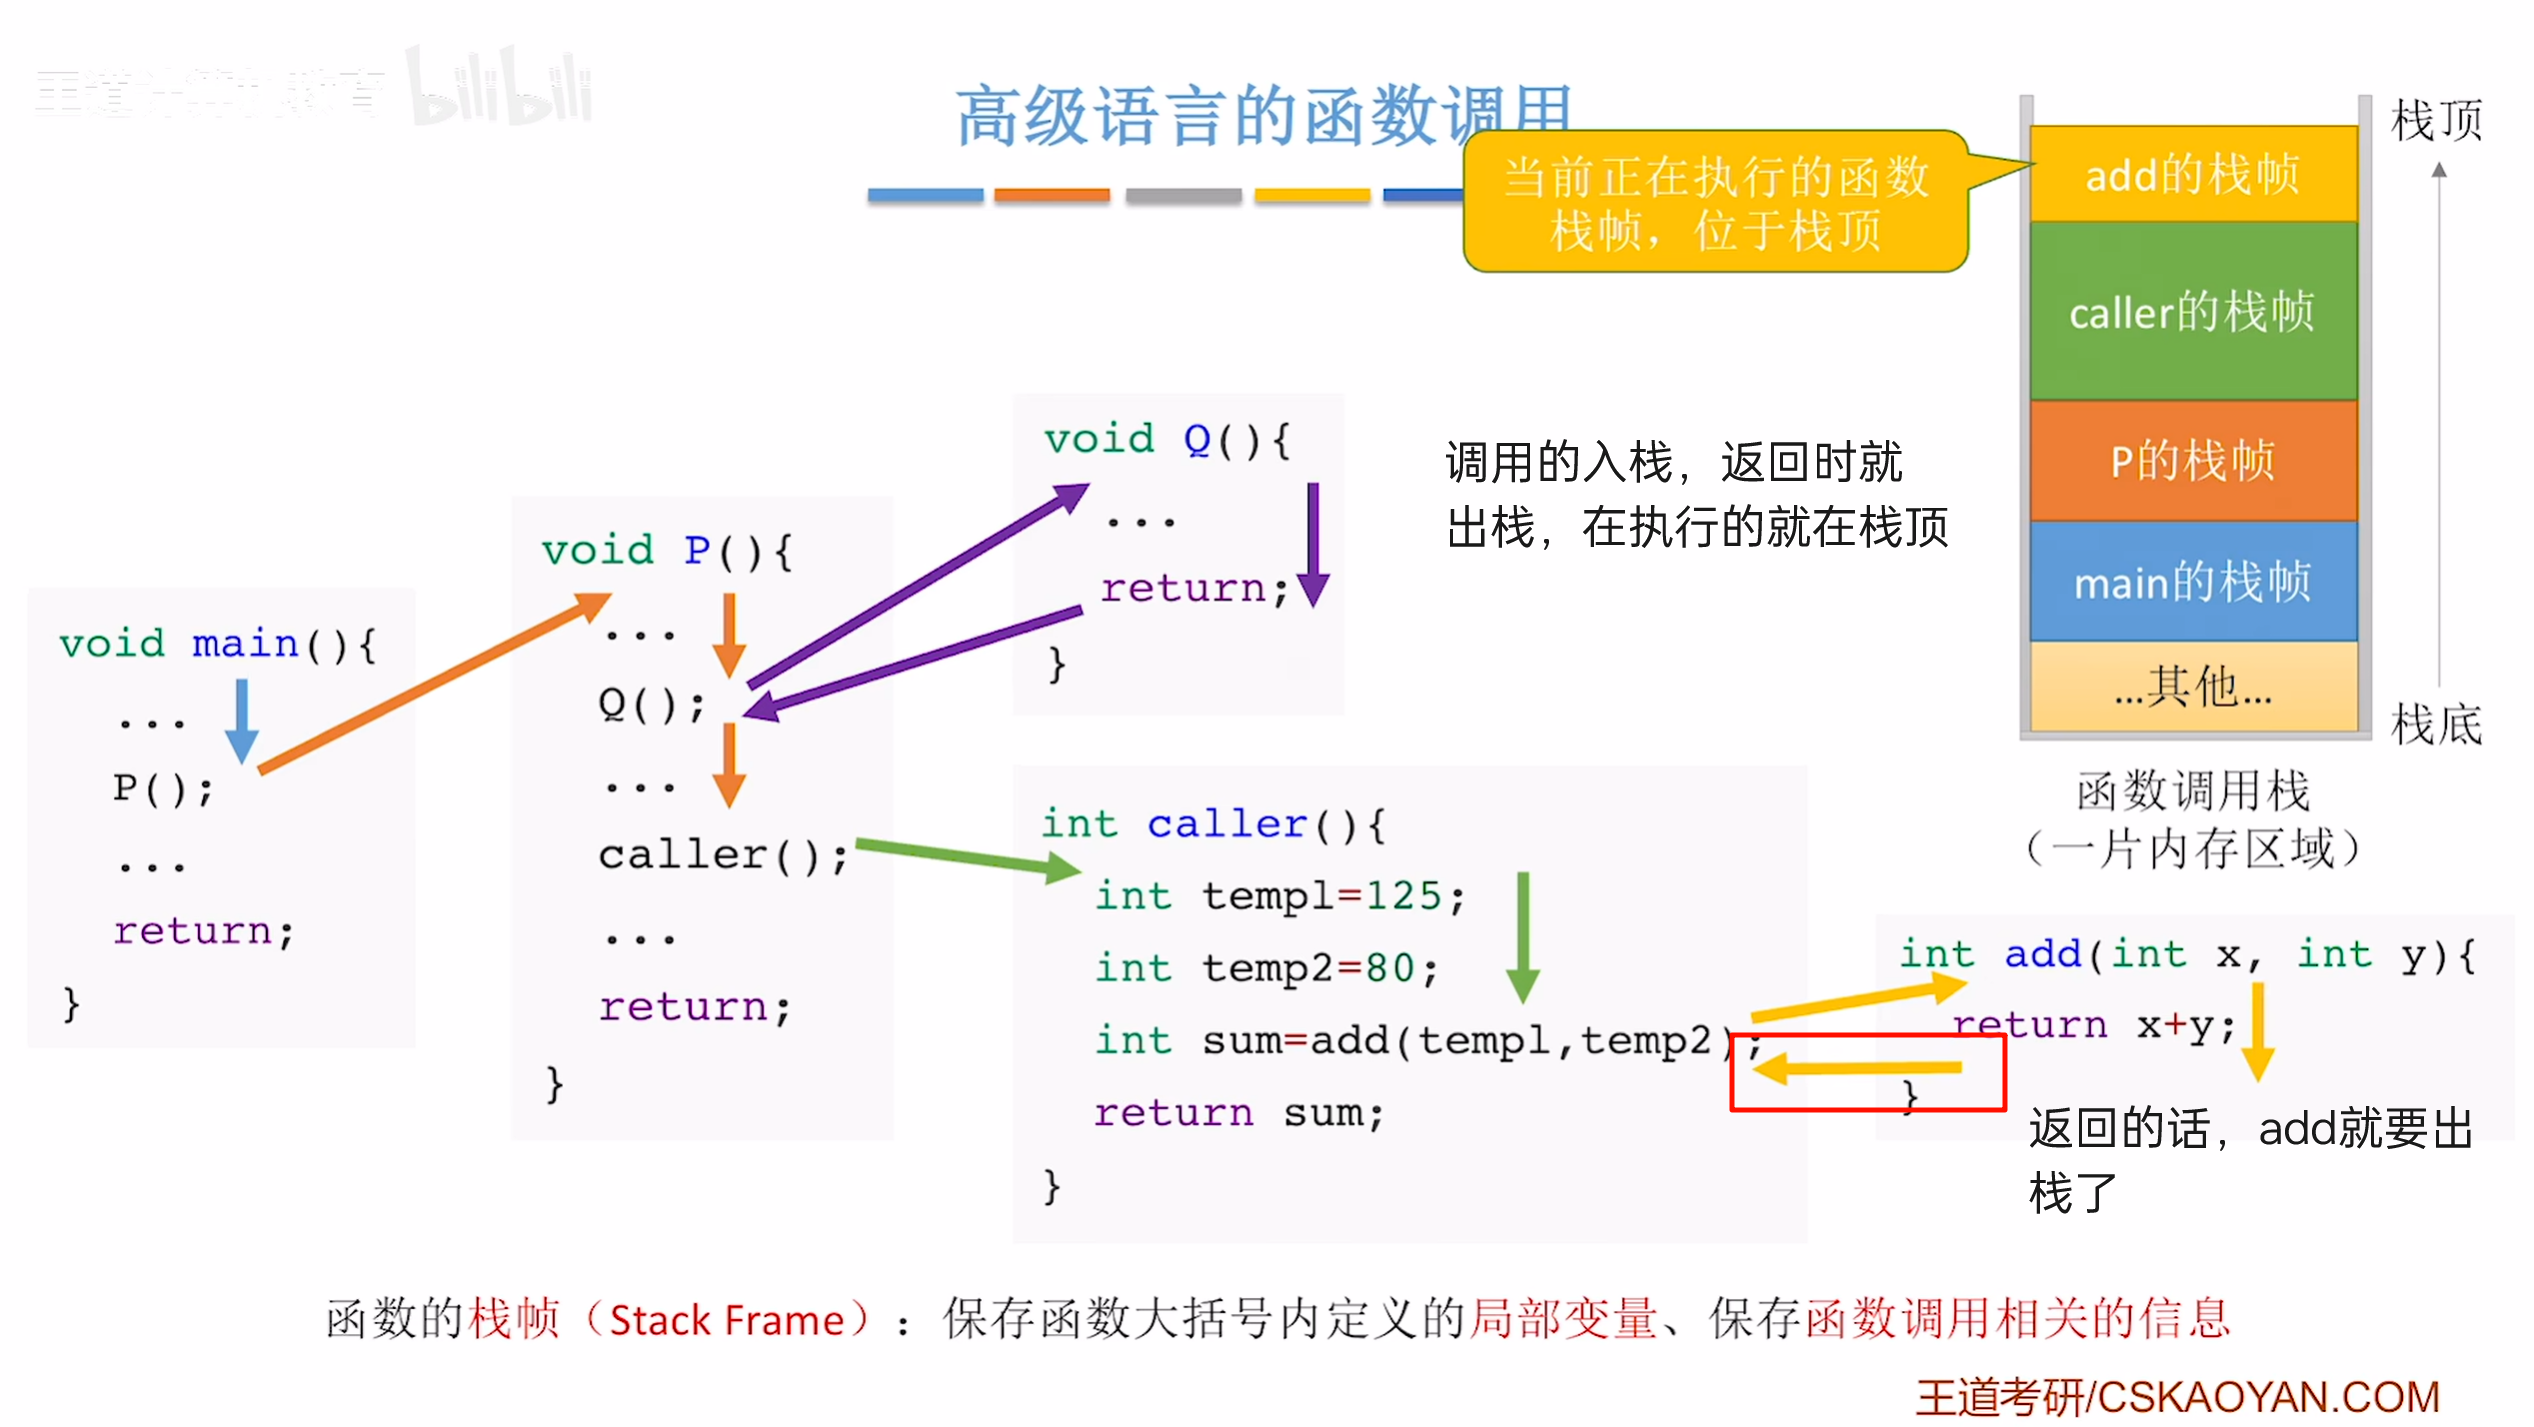 王道计算机教育 bilibili
高级语言的函数调用
当前正在执行的函数
栈帧，位于栈顶
栈顶
add的栈帧
caller的栈帧
P的栈帧
main的栈帧
...其他...
栈底
函数调用栈
（一片内存区域）
调用的入栈，返回时就
出栈，在执行的就在栈顶
void main(){
...
P();
...
return;
}
void P(){
...
Q();
...
caller();
...
return;
}
void Q(){
...
return;
}
int caller(){
int temp1=125;
int temp2=80;
int sum=add(temp1,temp2);
return sum;
}
int add(int x, int y){
return x+y;
}
返回的话，add就要出
栈了
函数的栈帧（Stack Frame）：保存函数大括号内定义的局部变量、保存函数调用相关的信息
王道考研/CSKAOYAN.COM